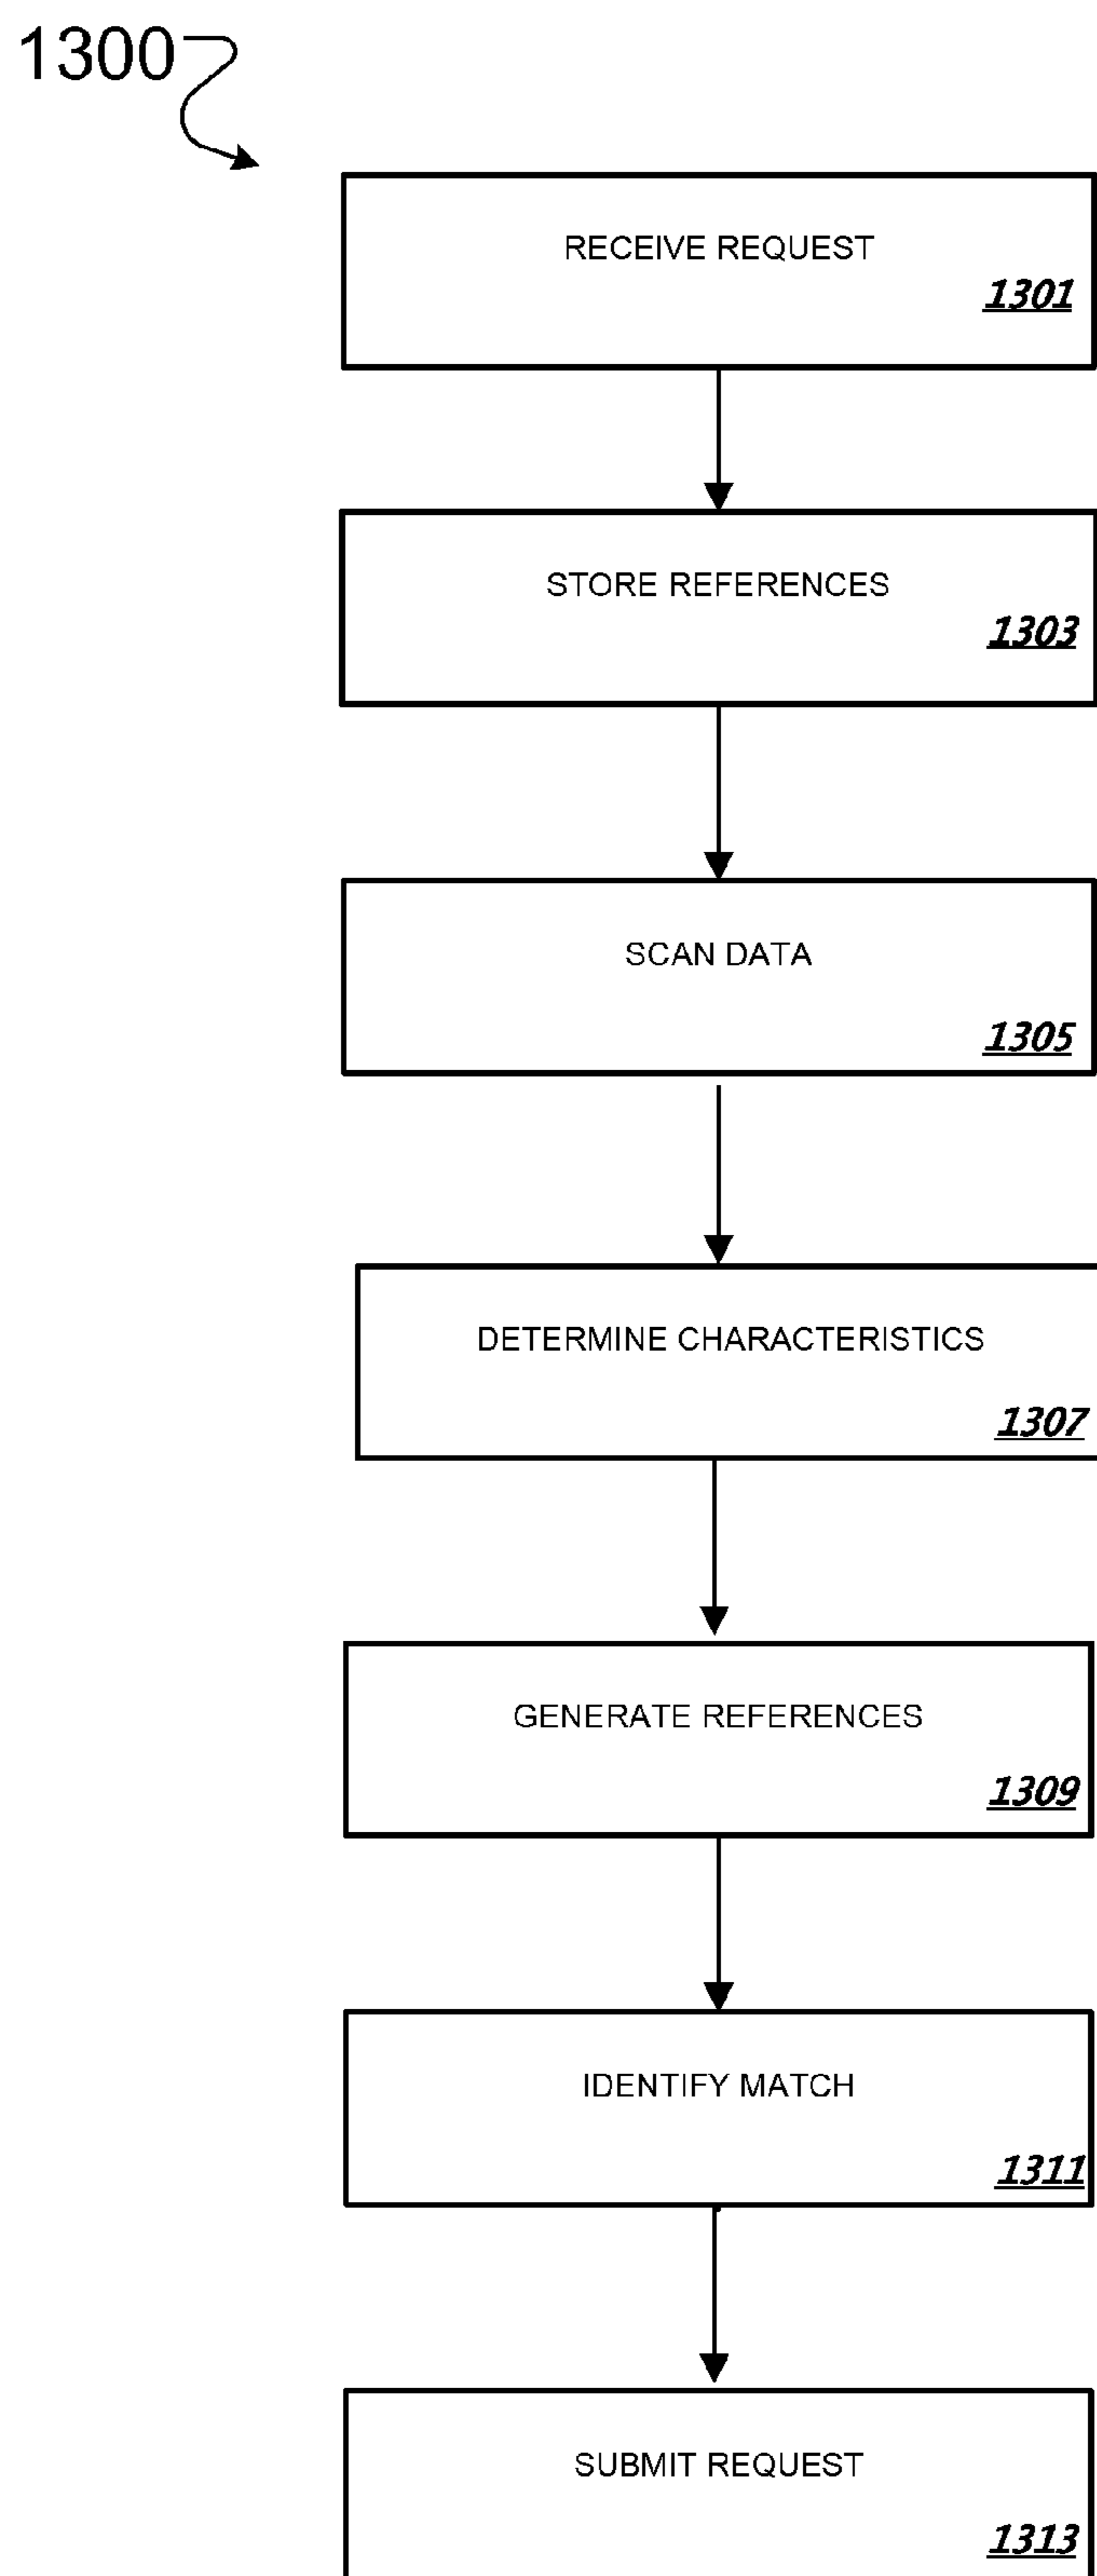 1300
RECEIVE REQUEST
1301
STORE REFERENCES
1303
SCAN DATA
1305
DETERMINE CHARACTERISTICS
1307
GENERATE REFERENCES
1309
IDENTIFY MATCH
1311
SUBMIT REQUEST
1313